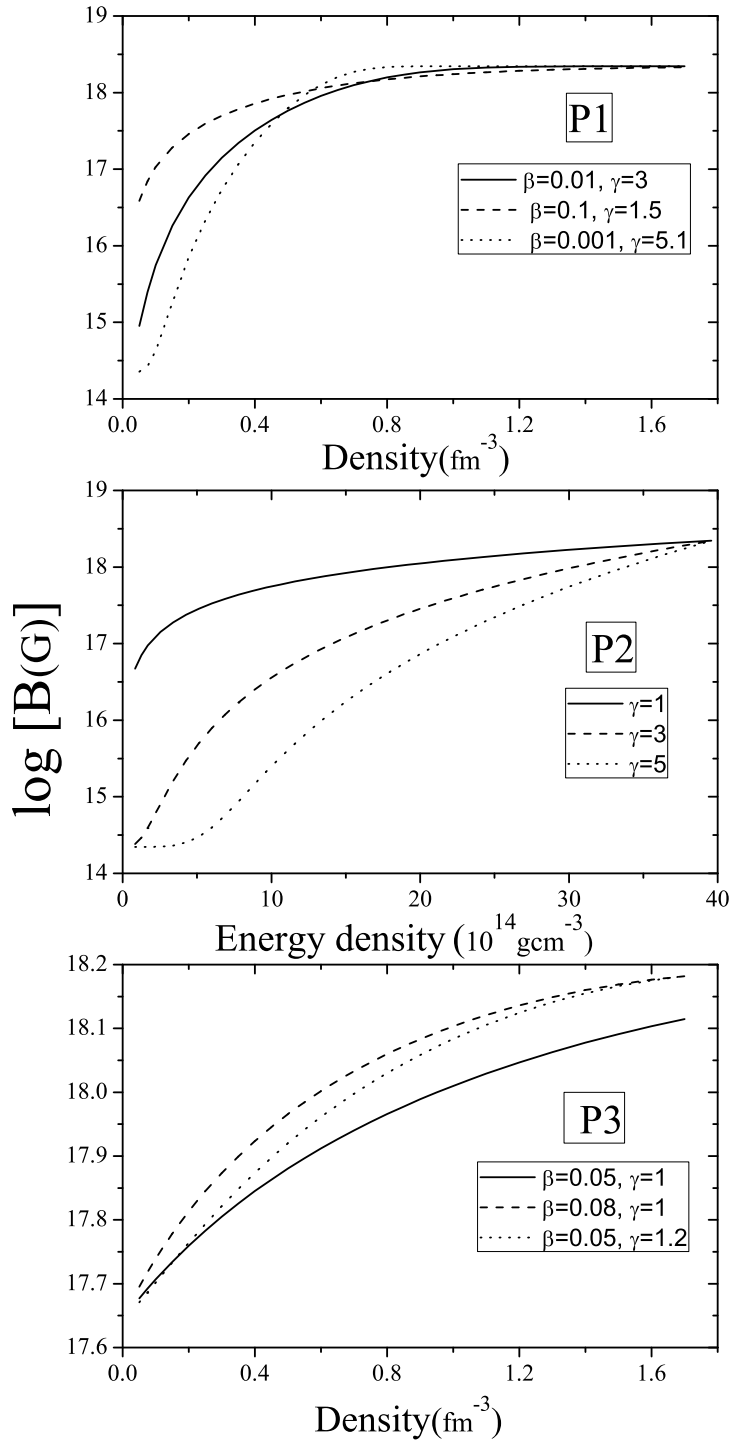 19
18
17
16
15
14
P1
β=0.01, γ=3
β=0.1, γ=1.5
β=0.001, γ=5.1
0.0 0.4 0.8 1.2 1.6
Density(fm⁻³)
log [B(G)]
19
18
17
16
15
14
P2
γ=1
γ=3
γ=5
0 10 20 30 40
Energy density (10¹⁴gcm⁻³)
18.2
18.1
18.0
17.9
17.8
17.7
17.6
P3
β=0.05, γ=1
β=0.08, γ=1
β=0.05, γ=1.2
0.0 0.4 0.8 1.2 1.6
Density(fm⁻³)